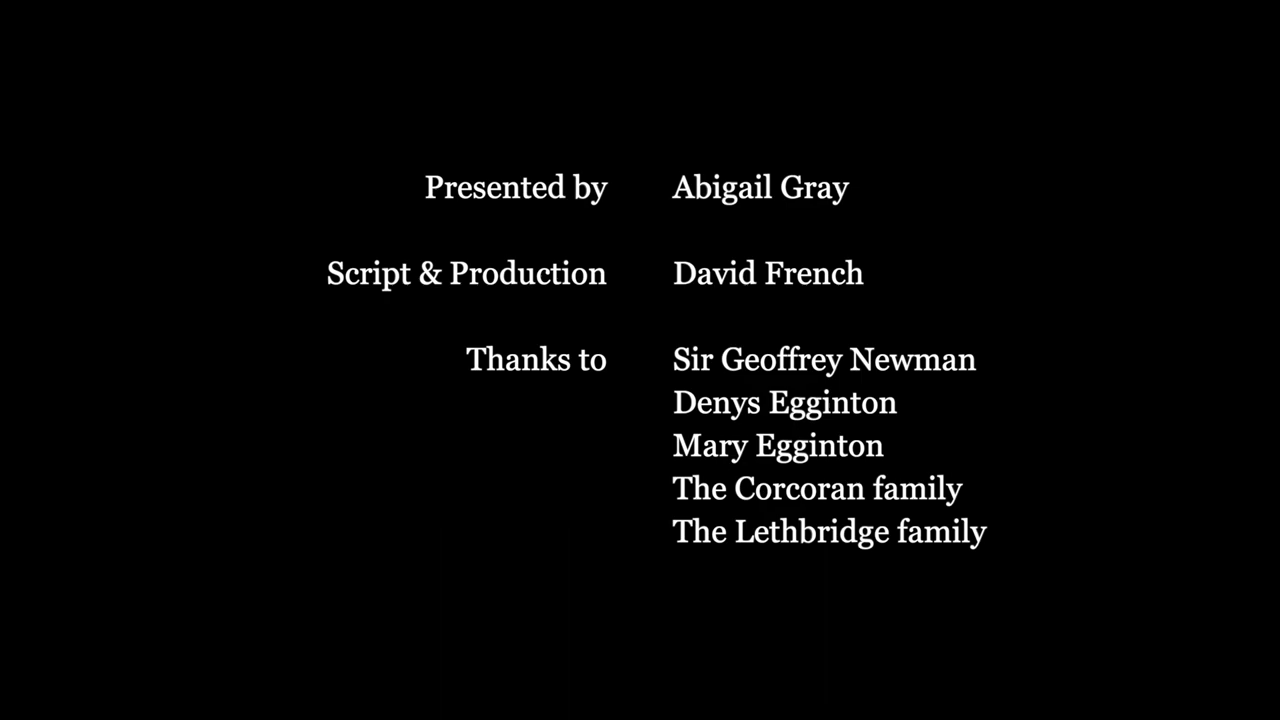 Presented by Abigail Gray
Script & Production David French
Thanks to Sir Geoffrey Newman
Denys Egginton
Mary Egginton
The Corcoran family
The Lethbridge family